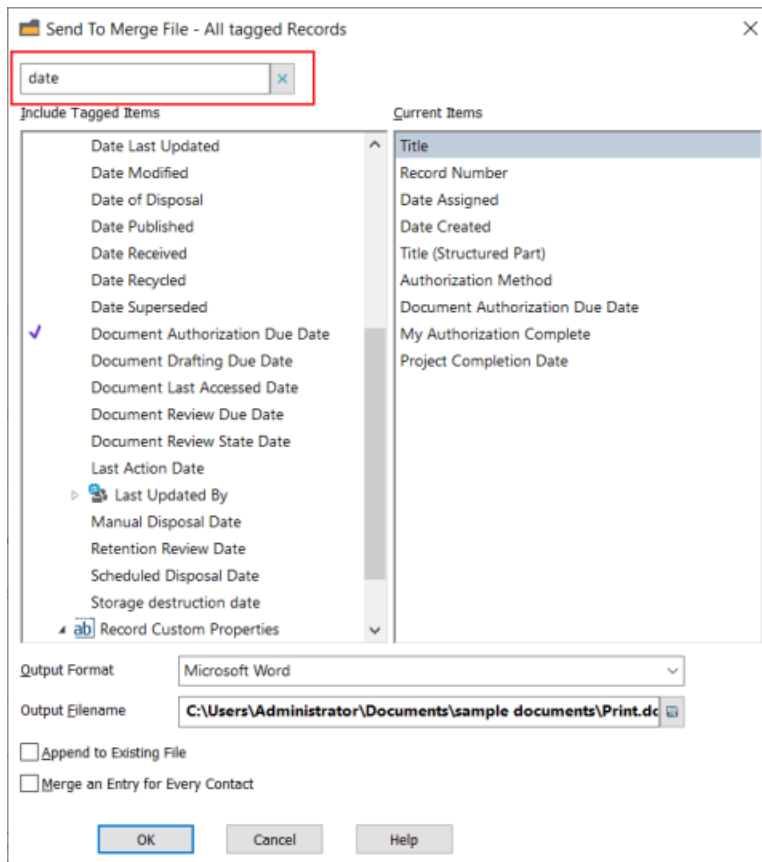 Send To Merge File - All tagged Records
date
Include Tagged Items
Date Last Updated
Date Modified
Date of Disposal
Date Published
Date Received
Date Recycled
Date Superseded
Document Authorization Due Date
Document Drafting Due Date
Document Last Accessed Date
Document Review Due Date
Document Review State Date
Last Action Date
Last Updated By
Manual Disposal Date
Retention Review Date
Scheduled Disposal Date
Storage destruction date
ab Record Custom Properties
Current Items
Title
Record Number
Date Assigned
Date Created
Title (Structured Part)
Authorization Method
Document Authorization Due Date
My Authorization Complete
Project Completion Date
Output Format Microsoft Word
Output Filename C:\Users\Administrator\Documents\sample documents\Print.dc
Append to Existing File
Merge an Entry for Every Contact
OK Cancel Help